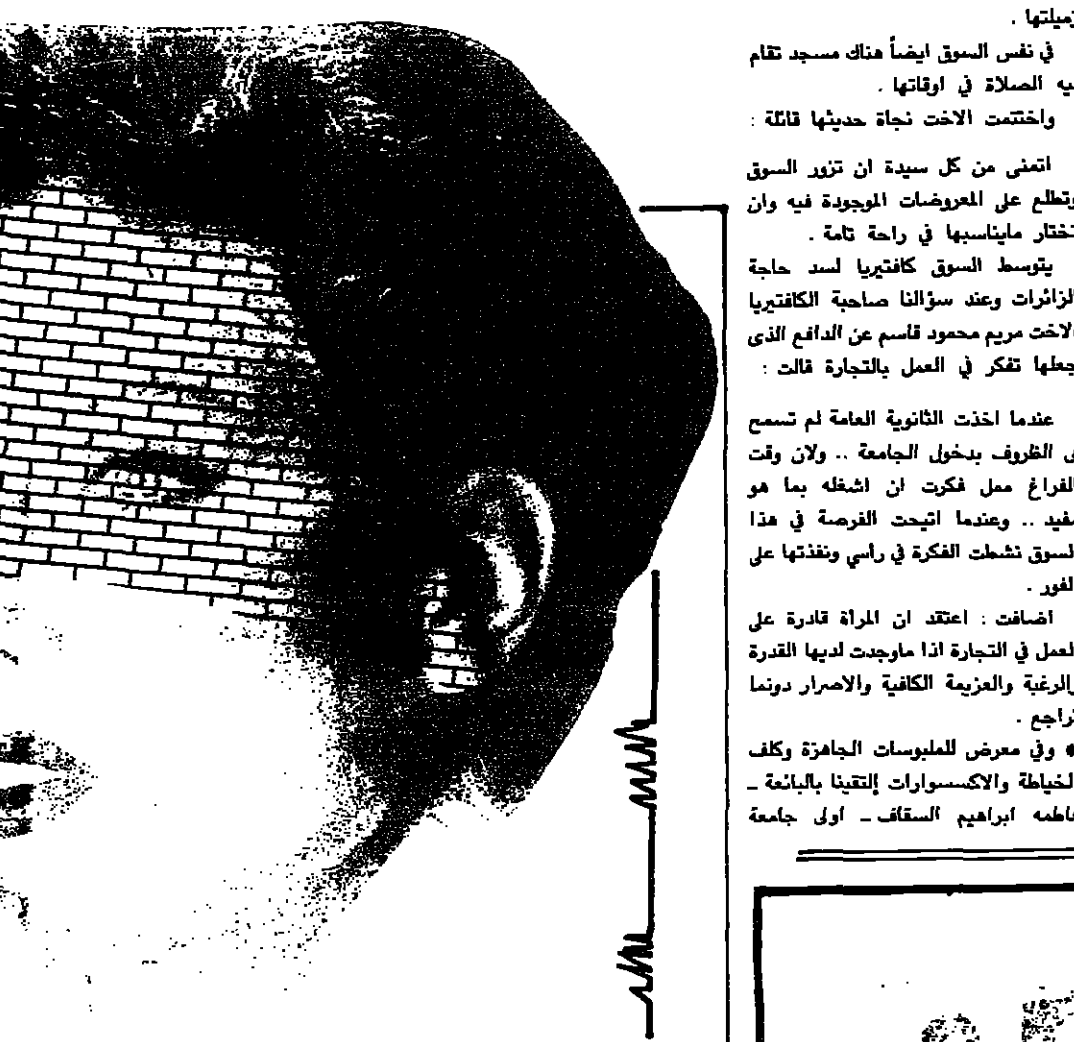 زميلتها .
في نفس السوق ايضاً هناك مسجد تقام
فيه الصلاة في اوقاتها .
واختتمت الاخت نجاة حديثها قائلة :
اتمنى من كل سيدة ان تزور السوق
وتطلع على المعروضات الموجودة فيه وان
تختار مايناسبها في راحة تامة .
يتوسط السوق كافتيريا لسد حاجة
الزائرات وعند سؤالنا صاحبة الكافتيريا
الاخت مريم محمود قاسم عن الدافع الذى
جعلها تفكر في العمل بالتجارة قالت :
عندما اخذت الثانوية العامة لم تسمح
لى الظروف بدخول الجامعة .. ولان وقت
الفراغ ممل فكرت ان اشغله بما هو
مفيد .. وعندما اتيحت الفرصة في هذا
السوق نشطت الفكرة في رأسي ونفذتها على
الفور .
اضافت : اعتقد ان المرأة قادرة على
العمل في التجارة اذا ماوجدت لديها القدرة
والرغبة والعزيمة الكافية والاصرار دونما
تراجع .
• وفي معرض للملبوسات الجاهزة وكلف
الخياطة والاكسسوارات إلتقينا بالبائعة ـ
فاطمه ابراهيم السقاف ـ اولى جامعة